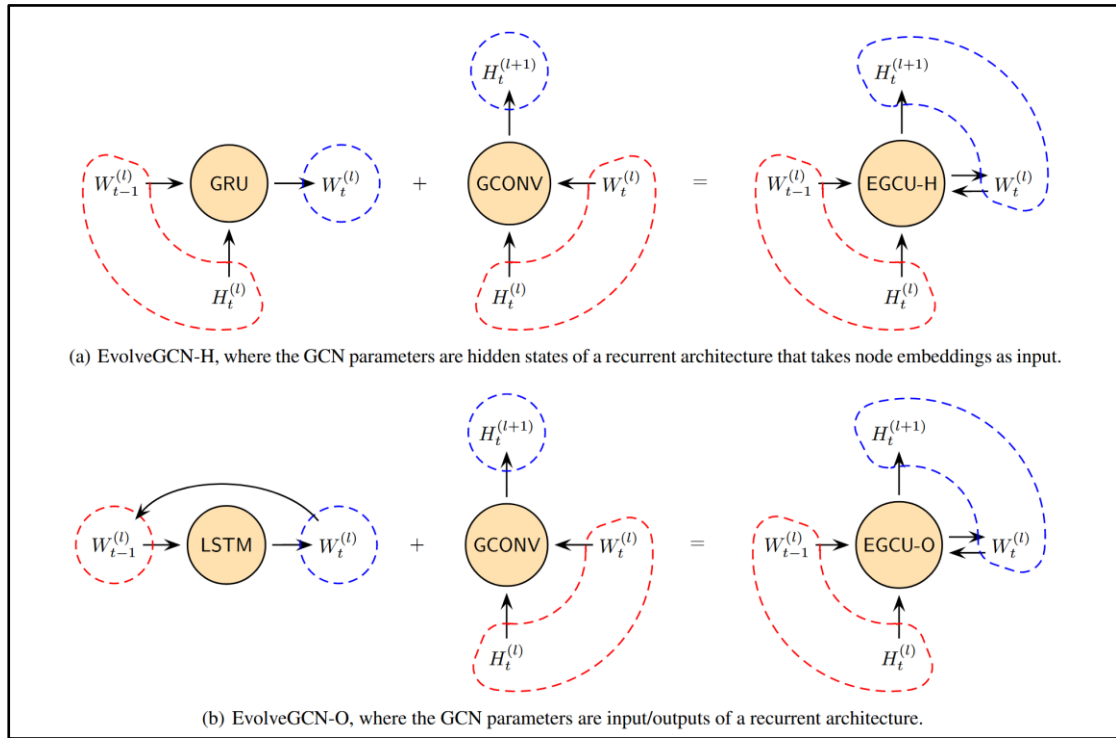 H_t^{(l+1)} H_t^{(l+1)}
W_{t-1}^{(l)} GRU W_t^{(l)} + GCONV W_t^{(l)} = W_{t-1}^{(l)} EGCU-H W_t^{(l)}
H_t^{(l)} H_t^{(l)} H_t^{(l)}
(a) EvolveGCN-H, where the GCN parameters are hidden states of a recurrent architecture that takes node embeddings as input.
H_t^{(l+1)} H_t^{(l+1)}
W_{t-1}^{(l)} LSTM W_t^{(l)} + GCONV W_t^{(l)} = W_{t-1}^{(l)} EGCU-O W_t^{(l)}
H_t^{(l)} H_t^{(l)}
(b) EvolveGCN-O, where the GCN parameters are input/outputs of a recurrent architecture.